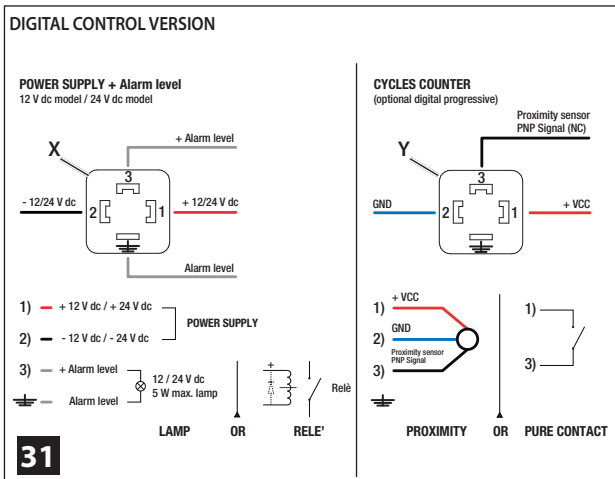 DIGITAL CONTROL VERSION
POWER SUPPLY + Alarm level
12 V dc model / 24 V dc model
X
+ Alarm level
3
- 12/24 V dc
2
1
+ 12/24 V dc
Alarm level
1) + 12 V dc / + 24 V dc
2) - 12 V dc / - 24 V dc
POWER SUPPLY
3) + Alarm level
Alarm level
12 / 24 V dc
5 W max. lamp
+
Relè
LAMP OR RELE'
CYCLES COUNTER
(optional digital progressive)
Proximity sensor
PNP Signal (NC)
Y
3
GND
2
1
+ VCC
1) + VCC
2) GND
3) Proximity sensor
PNP Signal
1)
3)
PROXIMITY OR PURE CONTACT
31